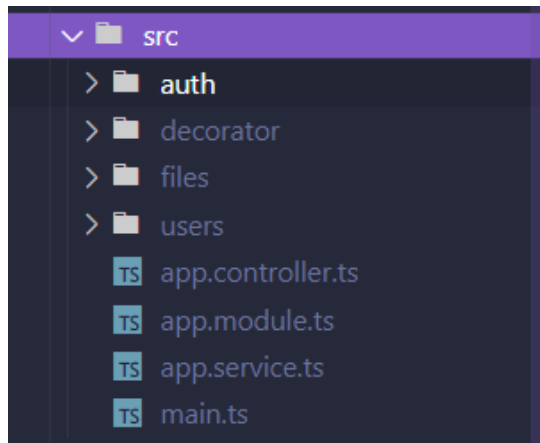 src
auth
decorator
files
users
TS app.controller.ts
TS app.module.ts
TS app.service.ts
TS main.ts